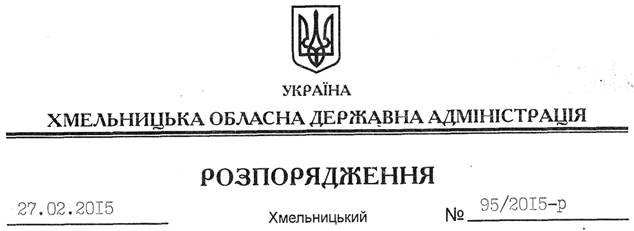 УКРАЇНА
ХМЕЛЬНИЦЬКА ОБЛАСНА ДЕРЖАВНА АДМІНІСТРАЦІЯ
РОЗПОРЯДЖЕННЯ
27.02.2015 Хмельницький № 95/2015-р